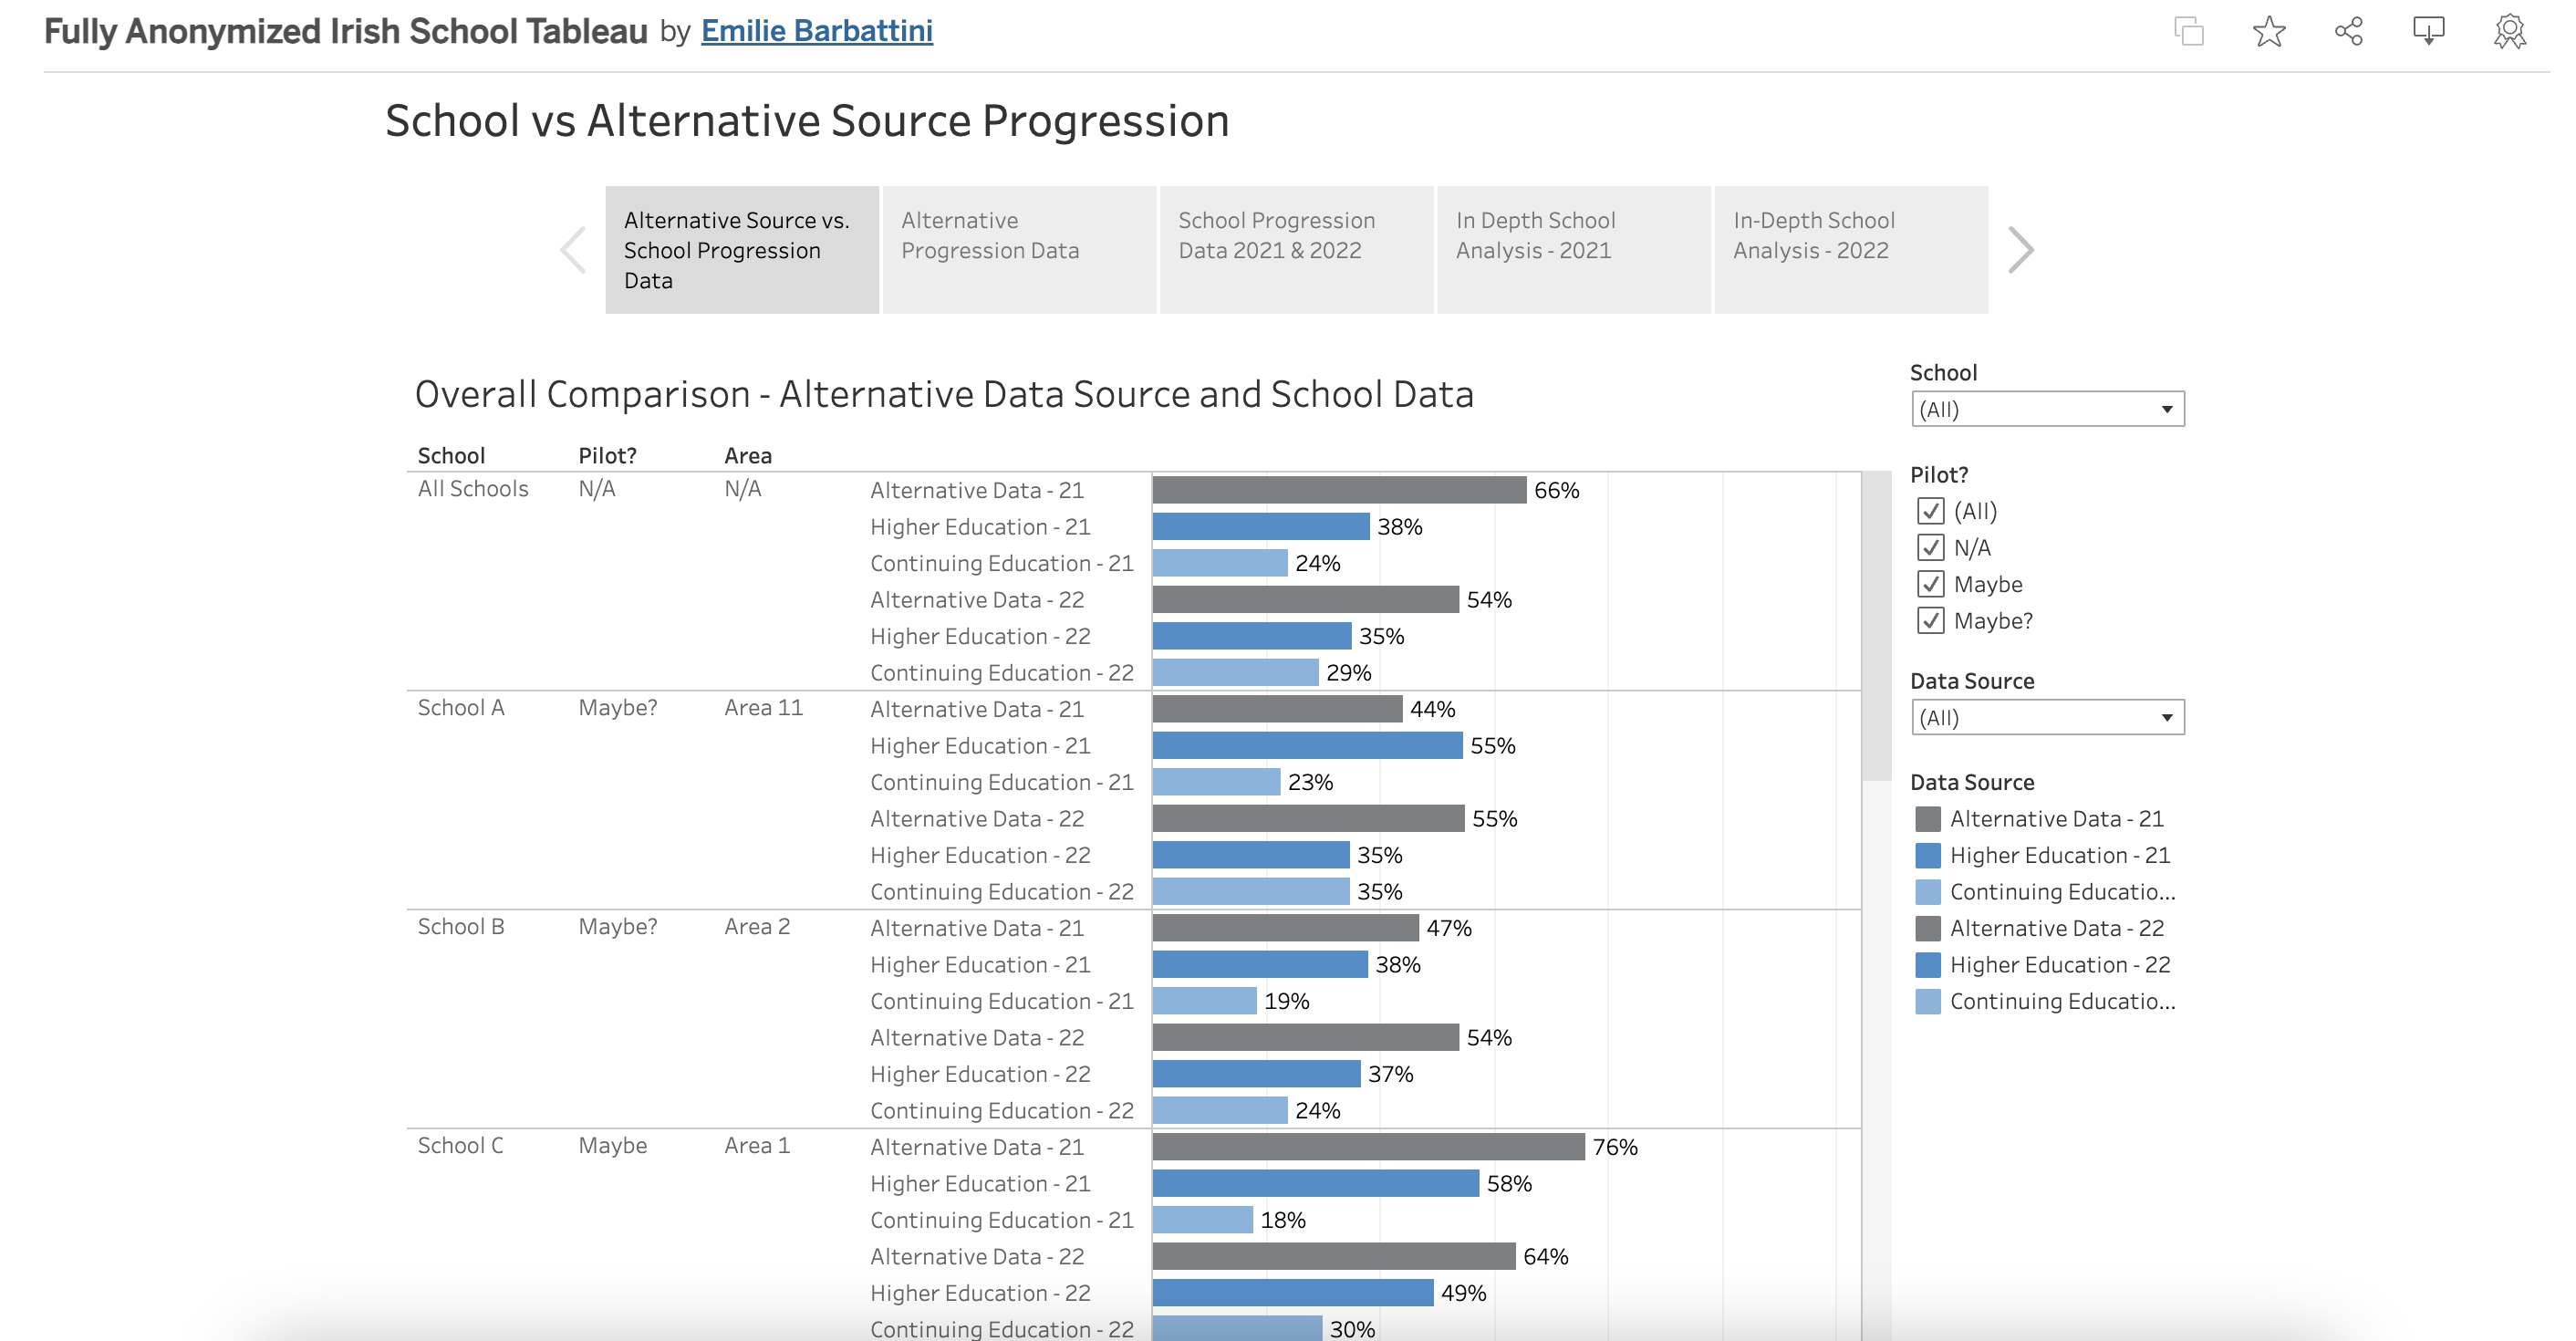 Fully Anonymized Irish School Tableau by Emilie Barbattini
School vs Alternative Source Progression
Alternative Source vs.
School Progression
Data
Alternative
Progression Data
School Progression
Data 2021 & 2022
In Depth School
Analysis - 2021
In-Depth School
Analysis - 2022
Overall Comparison - Alternative Data Source and School Data
School Pilot? Area
All Schools N/A N/A Alternative Data - 21 66%
Higher Education - 21 38%
Continuing Education - 21 24%
Alternative Data - 22 54%
Higher Education - 22 35%
Continuing Education - 22 29%
School A Maybe? Area 11 Alternative Data - 21 44%
Higher Education - 21 55%
Continuing Education - 21 23%
Alternative Data - 22 55%
Higher Education - 22 35%
Continuing Education - 22 35%
School B Maybe? Area 2 Alternative Data - 21 47%
Higher Education - 21 38%
Continuing Education - 21 19%
Alternative Data - 22 54%
Higher Education - 22 37%
Continuing Education - 22 24%
School C Maybe Area 1 Alternative Data - 21 76%
Higher Education - 21 58%
Continuing Education - 21 18%
Alternative Data - 22 64%
Higher Education - 22 49%
Continuing Education - 22 30%
School
(All)
Pilot?
(All)
N/A
Maybe
Maybe?
Data Source
(All)
Data Source
Alternative Data - 21
Higher Education - 21
Continuing Educatio...
Alternative Data - 22
Higher Education - 22
Continuing Educatio...